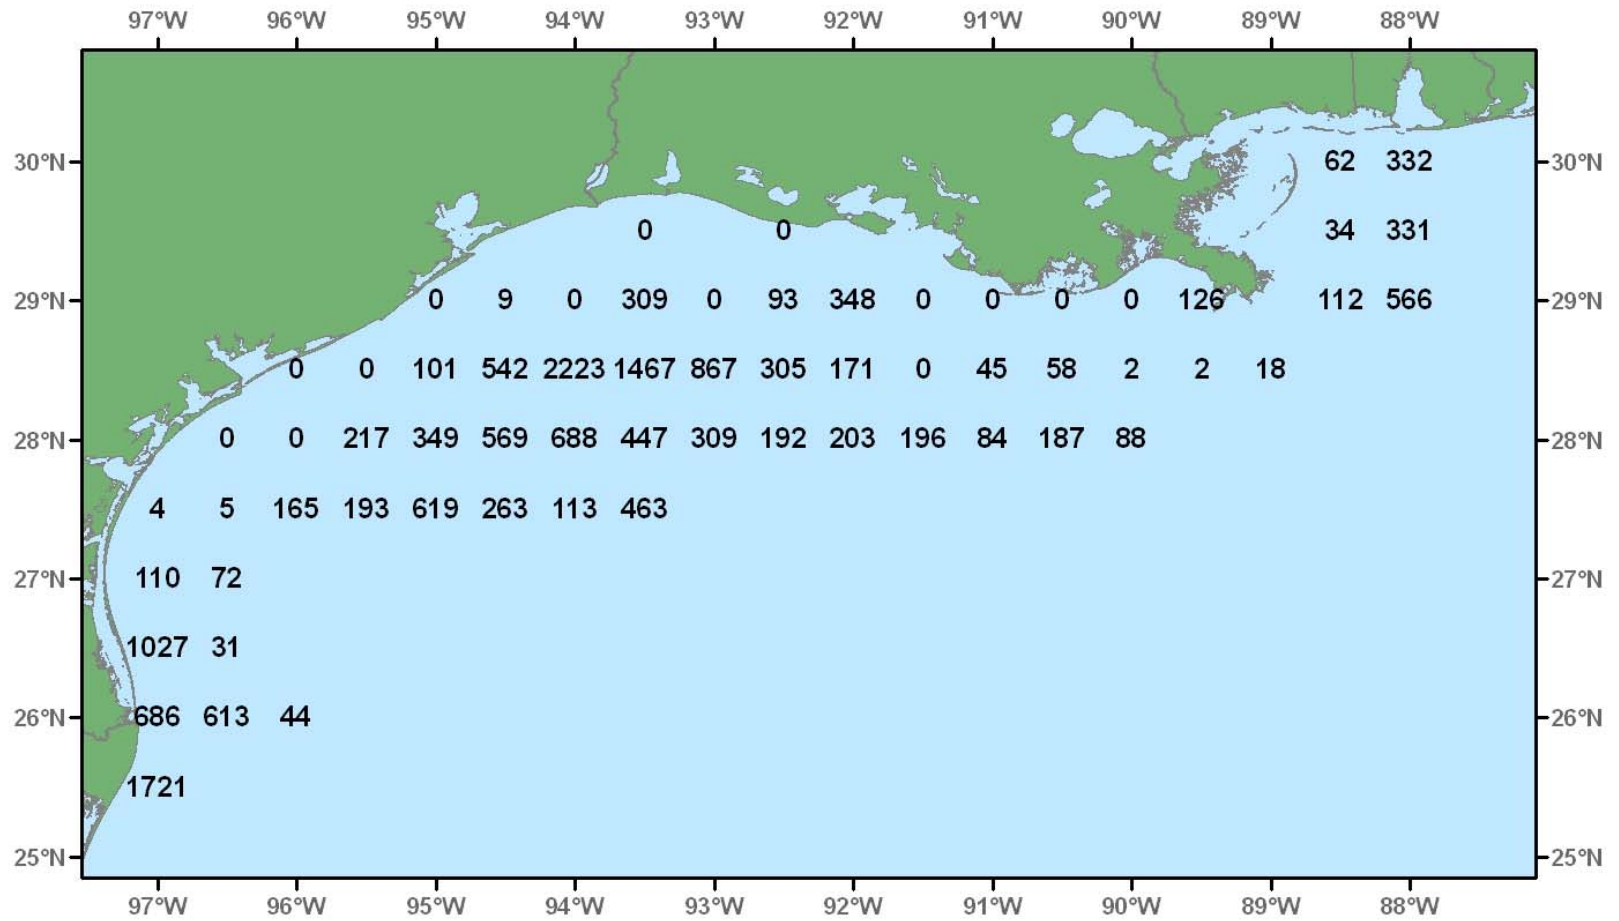 97°W 96°W 95°W 94°W 93°W 92°W 91°W 90°W 89°W 88°W
30°N 62 332 30°N
0 0 34 331
29°N 0 9 0 309 0 93 348 0 0 0 0 126 112 566 29°N
0 0 101 542 2223 1467 867 305 171 0 45 58 2 2 18
28°N 0 0 217 349 569 688 447 309 192 203 196 84 187 88 28°N
4 5 165 193 619 263 113 463
27°N 110 72 27°N
1027 31
26°N 686 613 44 26°N
1721
25°N 25°N
97°W 96°W 95°W 94°W 93°W 92°W 91°W 90°W 89°W 88°W